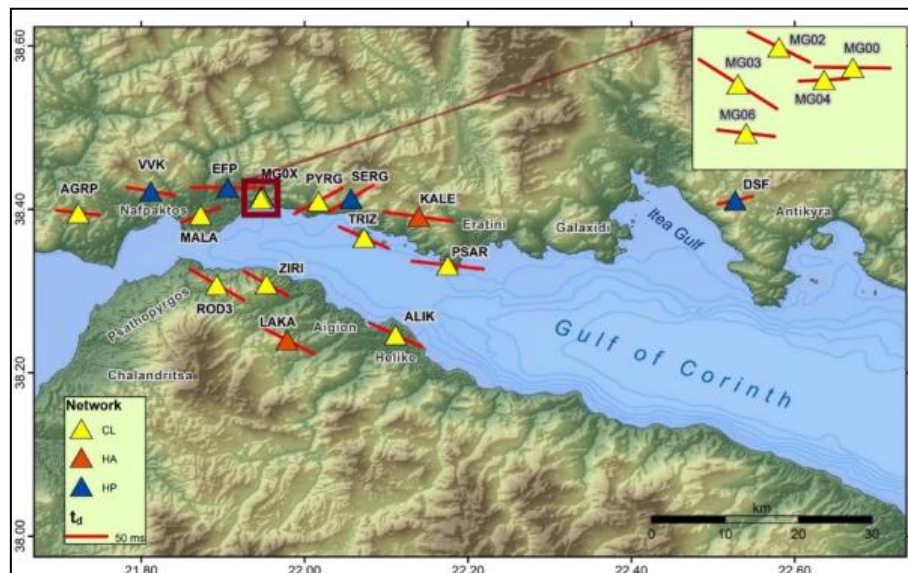 38.60
MG02
MG00
MG03
MG04
MG06
VVK
EFP
MG0X
PYRG
SERG
DSF
AGRP
KALE
Nafpaktos
Eratini
Galaxidi
Itea Gulf
Antikyra
38.40
MALA
TRIZ
PSAR
ZIRI
Psathopyrgos
ROD3
LAKA
Aigion
ALIK
Helike
Gulf of Corinth
38.20
Chalandritsa
Network
CL
HA
HP
td
50 ms
km
0
10
20
30
38.00
21.80
22.00
22.20
22.40
22.60